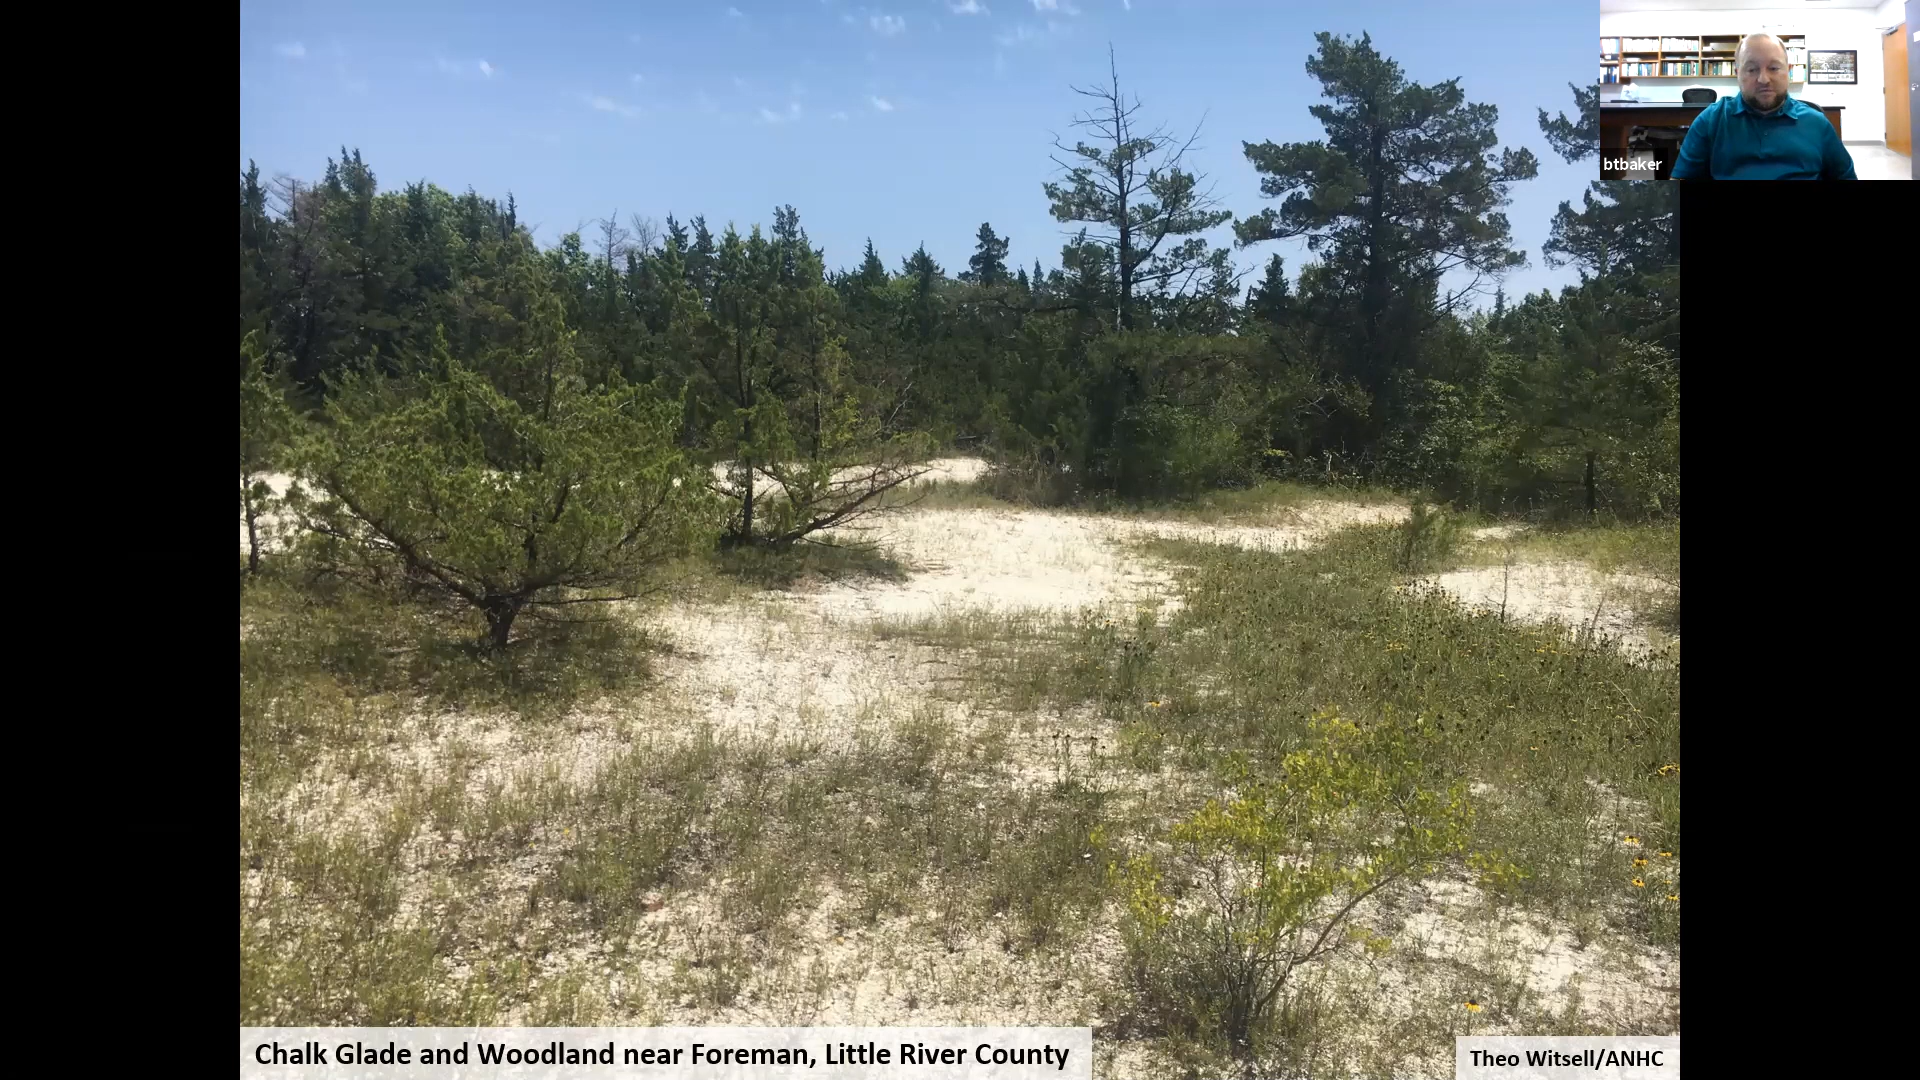 btbaker
Chalk Glade and Woodland near Foreman, Little River County
Theo Witsell/ANHC